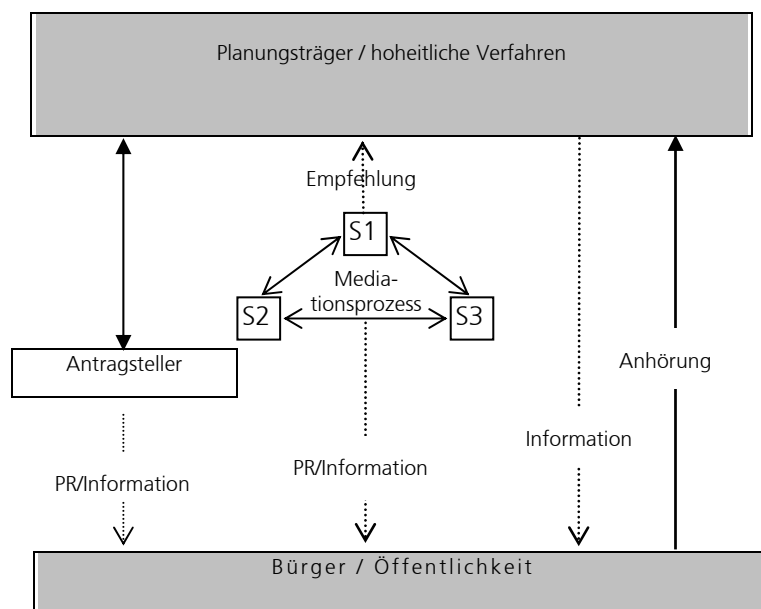 Planungsträger / hoheitliche Verfahren
Empfehlung
S1
Media-
tionsprozess
S2
S3
Antragsteller
Anhörung
Information
PR/Information
PR/Information
Bürger / Öffentlichkeit